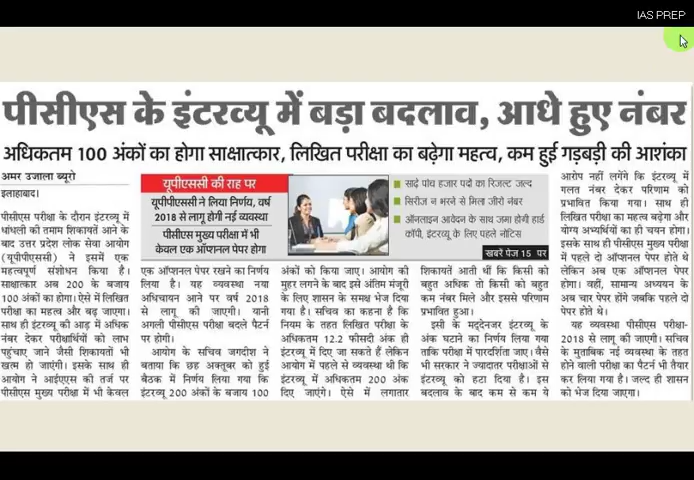 IAS PREP
पीसीएस के इंटरव्यू में बड़ा बदलाव, आधे हुए नंबर
अधिकतम 100 अंकों का होगा साक्षात्कार, लिखित परीक्षा का बढ़ेगा महत्व, कम हुई गड़बड़ी की आशंका
अमर उजाला ब्यूरो
इलाहाबाद।
पीसीएस परीक्षा के दौरान इंटरव्यू में
धांधली की तमाम शिकायतें आने के
बाद उत्तर प्रदेश लोक सेवा आयोग
(यूपीपीएससी) ने इसमें एक
महत्वपूर्ण संशोधन किया है।
साक्षात्कार अब 200 के बजाय
100 अंकों का होगा। ऐसे में लिखित
परीक्षा का महत्व और बढ़ जाएगा।
साथ ही इंटरव्यू की आड़ में अधिक
नंबर देकर परीक्षार्थियों को लाभ
पहुंचाए जाने जैसी शिकायतों भी
खत्म हो जाएंगी। इसके साथ ही
आयोग ने आईएएस की तर्ज पर
पीसीएस मुख्य परीक्षा में भी केवल
यूपीएससी की राह पर
यूपीपीएससी ने लिया निर्णय, वर्ष
2018 से लागू होगी नई व्यवस्था
पीसीएस मुख्य परीक्षा में भी
केवल एक ऑप्शनल पेपर होगा
साढ़े पांच हजार पदों का रिजल्ट जल्द
सिरीज न भरने से मिला जीरो नंबर
ऑनलाइन आवेदन के साथ जमा होगी हार्ड
कॉपी, इंटरव्यू के लिए पहले नोटिस
खबरें पेज 15 पर
एक ऑप्शनल पेपर रखने का निर्णय
लिया है। यह व्यवस्था नया
अधियाचन आने पर वर्ष 2018
से लागू की जाएगी। यानी
अगली पीसीएस परीक्षा बदले पैटर्न
पर होगी।
आयोग के सचिव जगदीश ने
बताया कि छह अक्तूबर को हुई
बैठक में निर्णय लिया गया कि
इंटरव्यू 200 अंकों के बजाय 100
अंकों को किया जाए। आयोग की
मुहर लगने के बाद इसे अंतिम मंजूरी
के लिए शासन के समक्ष भेज दिया
गया है। सचिव का कहना है कि
नियम के तहत लिखित परीक्षा के
अधिकतम 12.2 फीसदी अंक ही
इंटरव्यू में दिए जा सकते हैं लेकिन
आयोग में पहले से व्यवस्था थी कि
इंटरव्यू में अधिकतम 200 अंक
दिए जाएंगे। ऐसे में लगातार
शिकायतें आती थीं कि किसी को
बहुत अधिक तो किसी को बहुत
कम नंबर मिले और इससे परिणाम
प्रभावित हुआ।
इसी के मद्देनजर इंटरव्यू के
अंक घटाने का निर्णय लिया गया
ताकि परीक्षा में पारदर्शिता जाए। वैसे
भी सरकार ने ज्यादातर परीक्षाओं से
इंटरव्यू को हटा दिया है। इस
बदलाव के बाद कम से कम ये
आरोप नहीं लगेंगे कि इंटरव्यू में
गलत नंबर देकर परिणाम को
प्रभावित किया गया। साथ ही
लिखित परीक्षा का महत्व बढ़ेगा और
योग्य अभ्यर्थियों का ही चयन होगा।
इसके साथ ही पीसीएस मुख्य परीक्षा
में पहले दो ऑप्शनल पेपर होते थे
लेकिन अब एक ऑप्शनल पेपर
होगा। वहीं, सामान्य अध्ययन के
अब चार पेपर होंगे जबकि पहले दो
पेपर होते थे।
यह व्यवस्था पीसीएस परीक्षा-
2018 से लागू की जाएगी। सचिव
के मुताबिक नई व्यवस्था के तहत
होने वाली परीक्षा का पैटर्न भी तैयार
कर लिया गया है। जल्द ही शासन
को भेज दिया जाएगा।